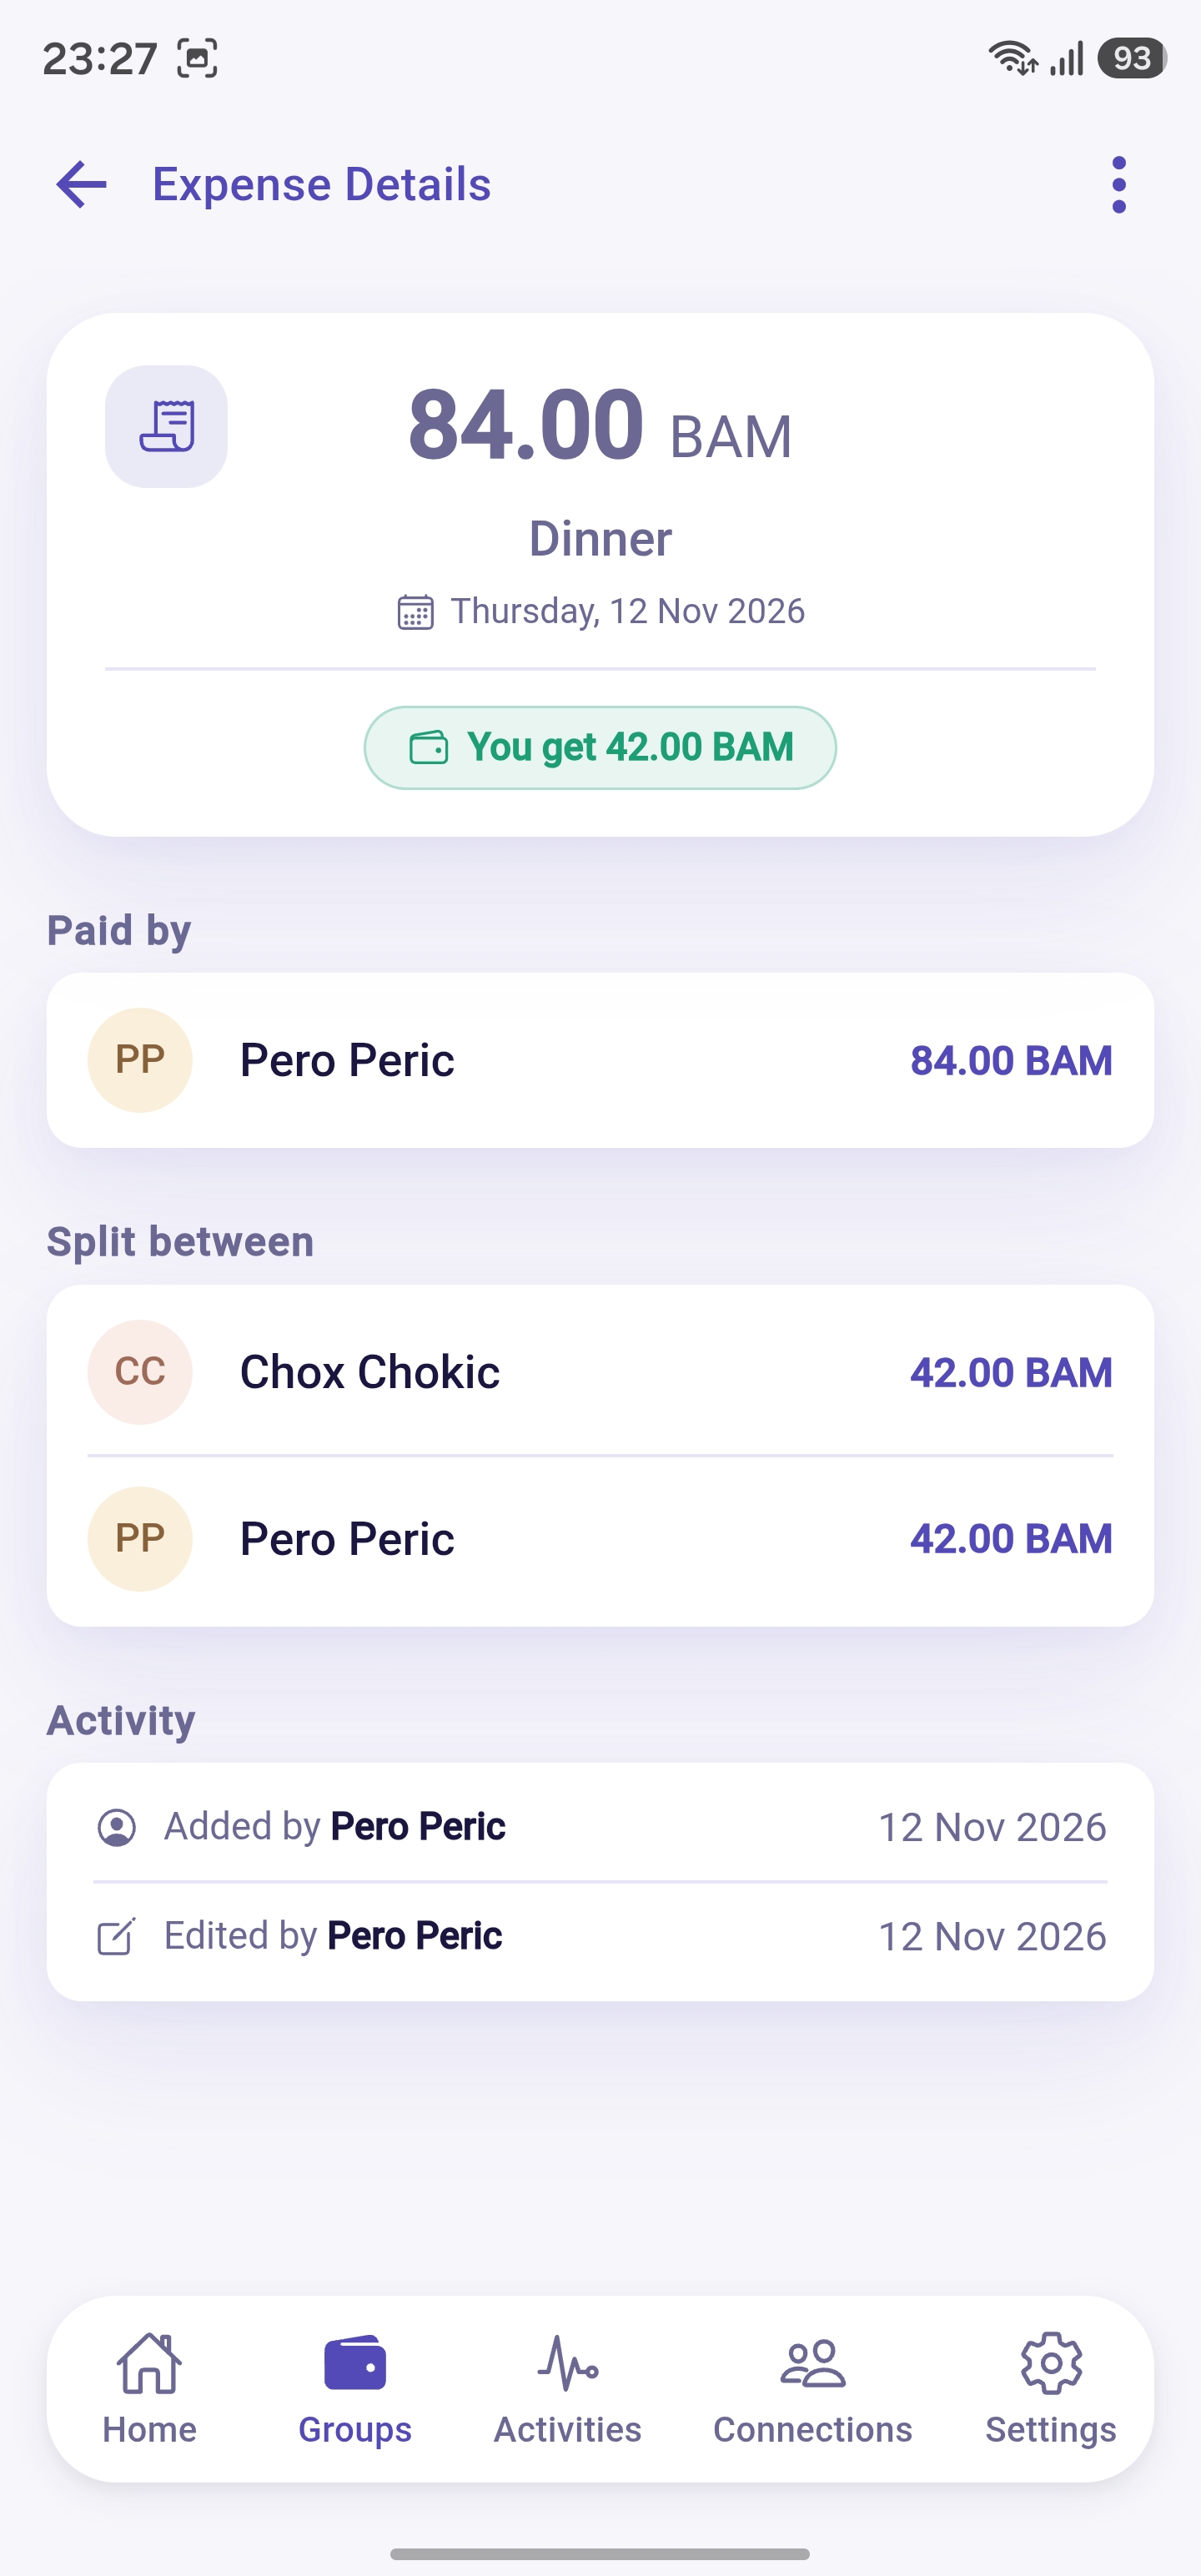 23:27
93
Expense Details
84.00 BAM
Dinner
Thursday, 12 Nov 2026
You get 42.00 BAM
Paid by
PP Pero Peric 84.00 BAM
Split between
CC Chox Chokic 42.00 BAM
PP Pero Peric 42.00 BAM
Activity
Added by Pero Peric 12 Nov 2026
Edited by Pero Peric 12 Nov 2026
Home Groups Activities Connections Settings